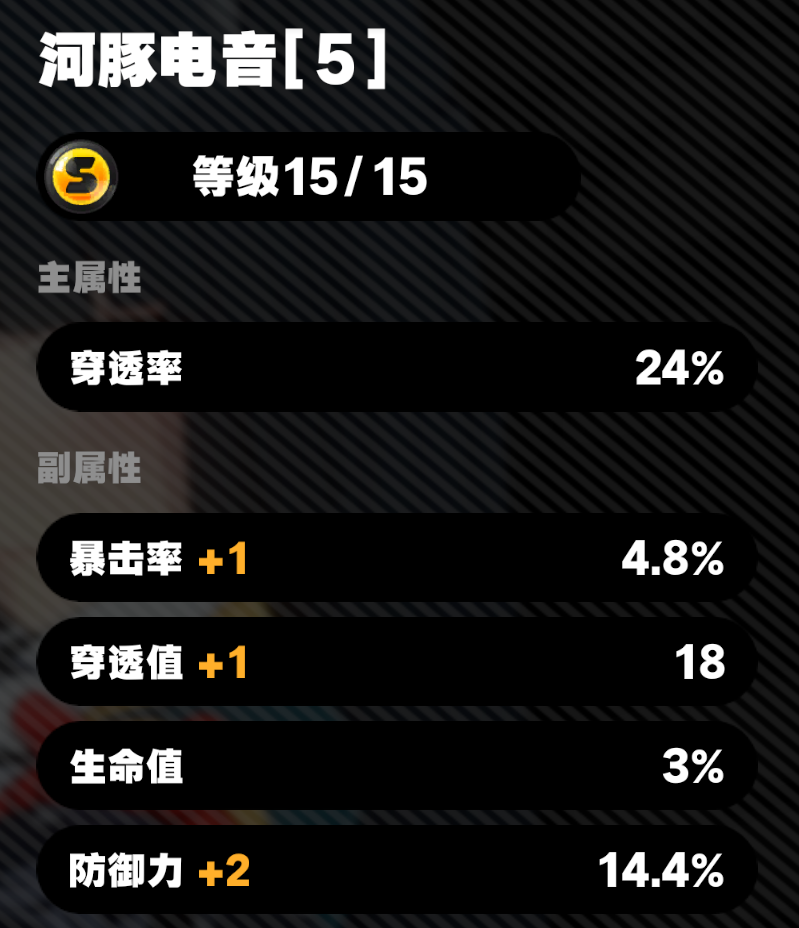 河豚电音[5]
S 等级15/15
主属性
穿透率 24%
副属性
暴击率 +1 4.8%
穿透值 +1 18
生命值 3%
防御力 +2 14.4%